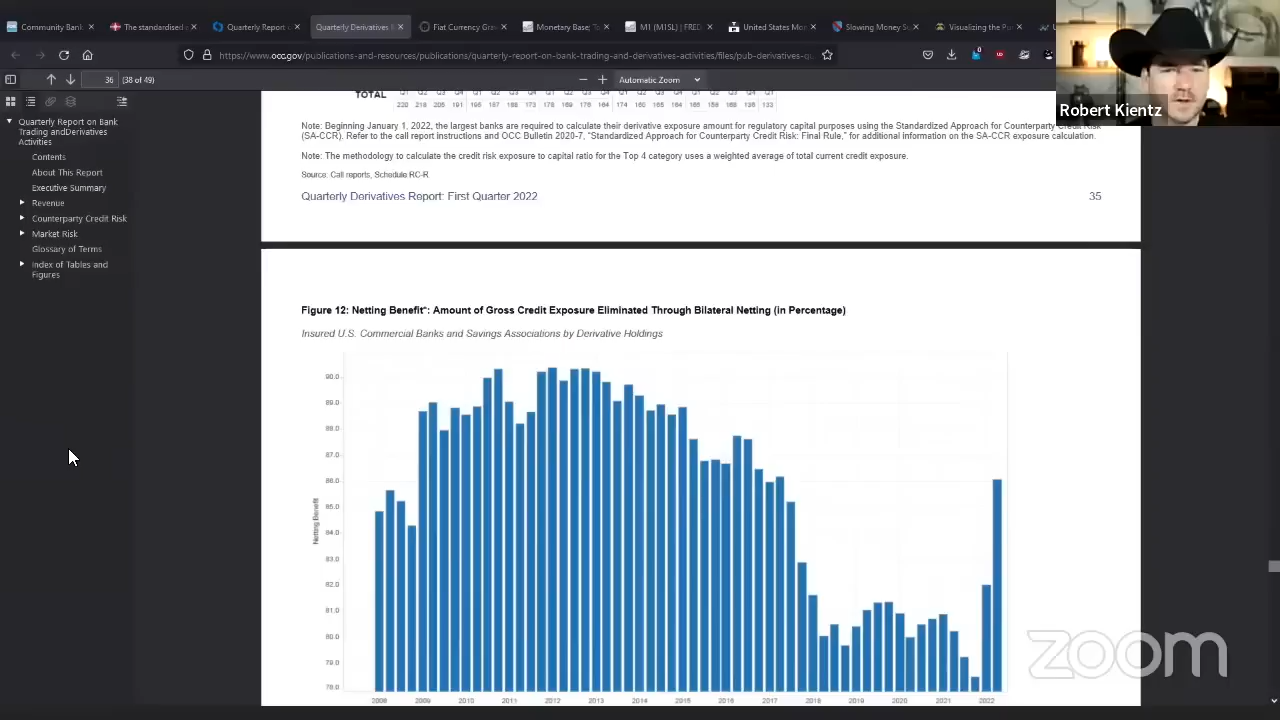 Community Bank
The standardised
Quarterly Report
Quarterly Derivatives
Fiat Currency Gra
Monetary Base; To
M1 (M1SL) | FRED
United States Mon
Slowing Money Su
Visualizing the Pu
https://www.occ.gov/publications-and-resources/publications/quarterly-report-on-bank-trading-and-derivatives-activities/files/pub-derivatives-qu
36 (38 of 49)
Automatic Zoom
Robert Kientz
Quarterly Report on Bank
Trading andDerivatives
Activities
Contents
About This Report
Executive Summary
Revenue
Counterparty Credit Risk
Market Risk
Glossary of Terms
Index of Tables and
Figures
TOTAL
Note: Beginning January 1, 2022, the largest banks are required to calculate their derivative exposure amount for regulatory capital purposes using the Standardized Approach for Counterparty Credit Risk
(SA-CCR). Refer to the call report instructions and OCC Bulletin 2020-7, "Standardized Approach for Counterparty Credit Risk: Final Rule," for additional information on the SA-CCR exposure calculation.
Note: The methodology to calculate the credit risk exposure to capital ratio for the Top 4 category uses a weighted average of total current credit exposure.
Source: Call reports, Schedule RC-R
Quarterly Derivatives Report: First Quarter 2022 35
Figure 12: Netting Benefit*: Amount of Gross Credit Exposure Eliminated Through Bilateral Netting (in Percentage)
Insured U.S. Commercial Banks and Savings Associations by Derivative Holdings
Netting Benefit
90.0
89.0
88.0
87.0
86.0
85.0
84.0
83.0
82.0
81.0
80.0
79.0
78.0
2008 2009 2010 2011 2012 2013 2014 2015 2016 2017 2018 2019 2020 2021 2022
zoom